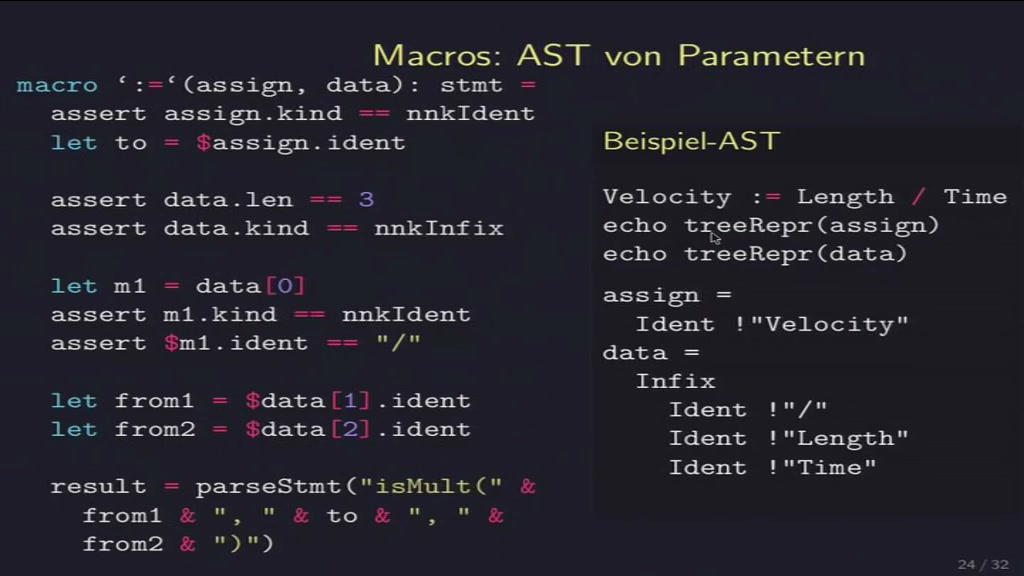 Macros: AST von Parametern
macro ‘:=‘(assign, data): stmt =
assert assign.kind == nnkIdent
let to = $assign.ident
assert data.len == 3
assert data.kind == nnkInfix
let m1 = data[0]
assert m1.kind == nnkIdent
assert $m1.ident == "/"
let from1 = $data[1].ident
let from2 = $data[2].ident
result = parseStmt("isMult(" &
from1 & ", " & to & ", " &
from2 & ")")
Beispiel-AST
Velocity := Length / Time
echo treeRepr(assign)
echo treeRepr(data)
assign =
Ident !"Velocity"
data =
Infix
Ident !"/"
Ident !"Length"
Ident !"Time"
24 / 32